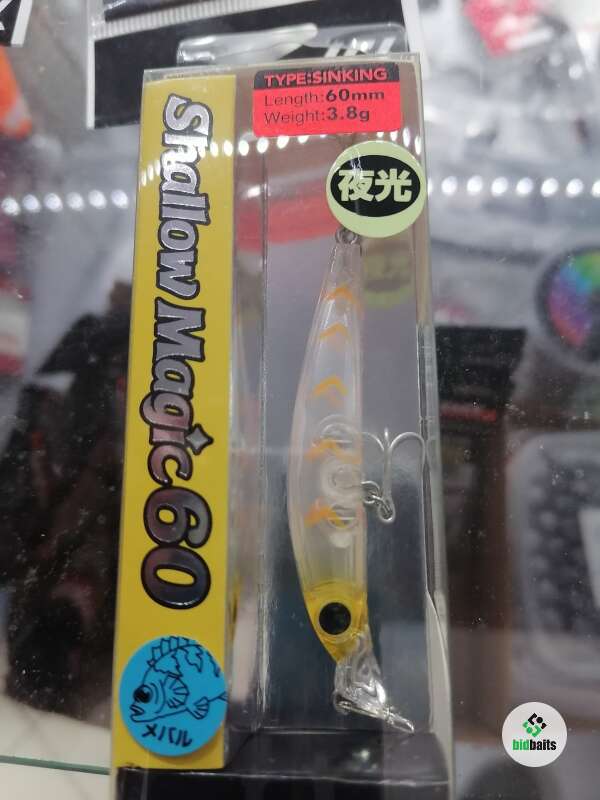 TYPE:SINKING
Length:60mm
Weight:3.8g
夜光
Shallow Magic 60
メバル
bidbaits